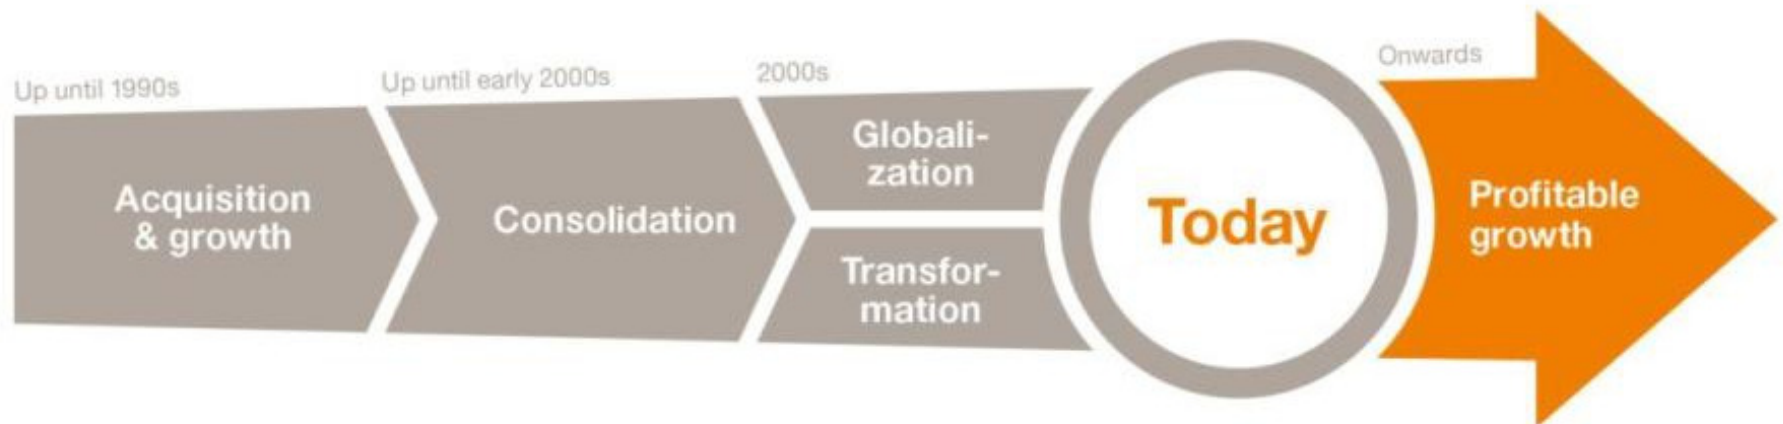 Up until 1990s
Acquisition
& growth
Up until early 2000s
Consolidation
2000s
Globali-
zation
Transfor-
mation
Today
Onwards
Profitable
growth